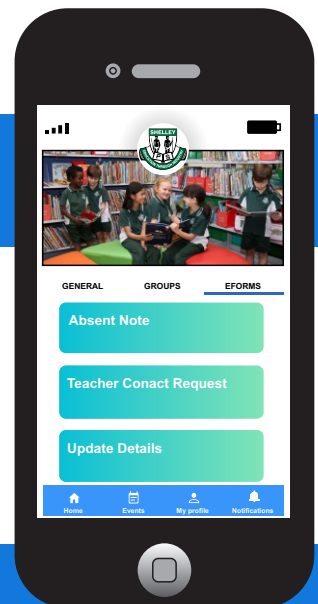 SHELLEY
GENERAL GROUPS EFORMS
Absent Note
Teacher Conact Request
Update Details
Home Events My profile Notifications